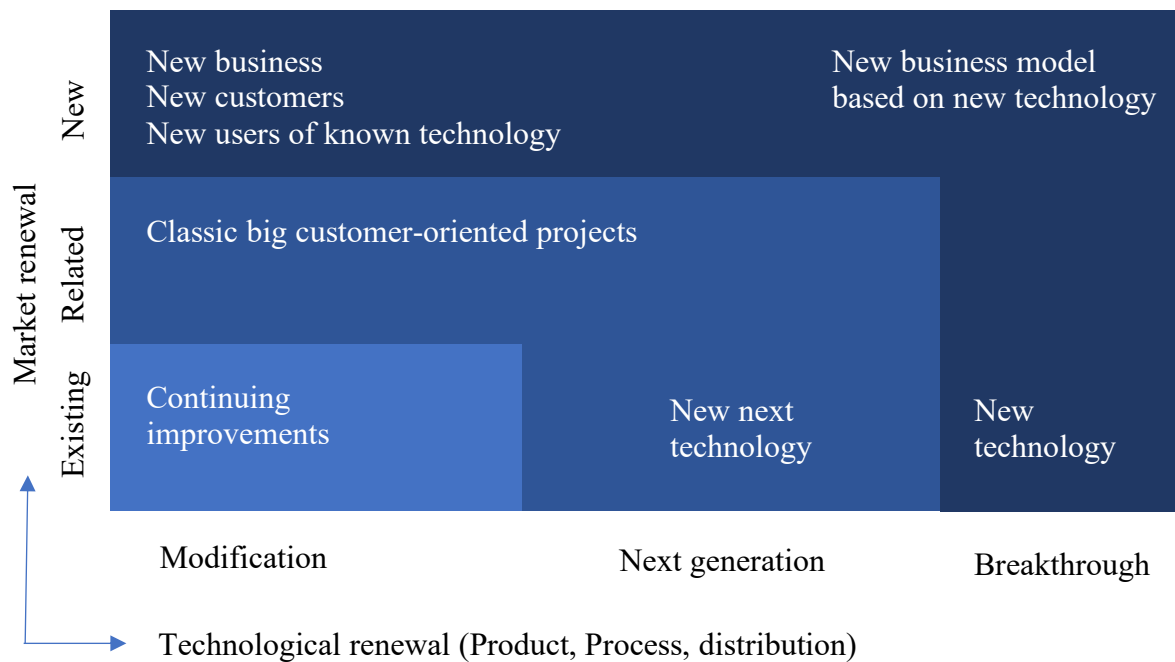 New business
New customers
New users of known technology
New business model
based on new technology
Classic big customer-oriented projects
Continuing
improvements
New next
technology
New
technology
Market renewal
New
Related
Existing
Modification
Next generation
Breakthrough
Technological renewal (Product, Process, distribution)